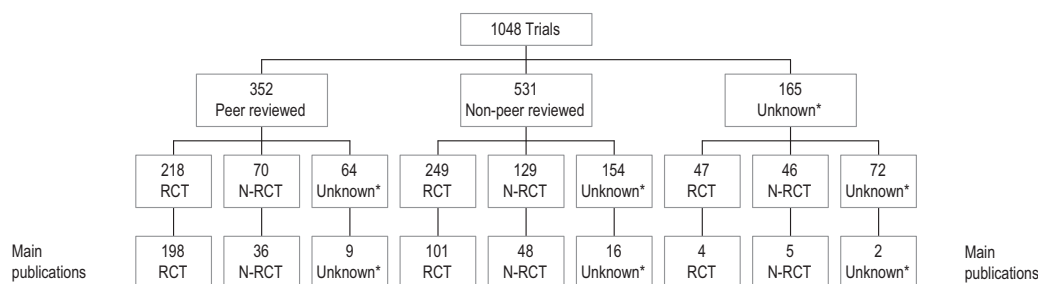 1048 Trials
352
Peer reviewed
531
Non-peer reviewed
165
Unknown*
218
RCT
70
N-RCT
64
Unknown*
249
RCT
129
N-RCT
154
Unknown*
47
RCT
46
N-RCT
72
Unknown*
Main
publications
198
RCT
36
N-RCT
9
Unknown*
101
RCT
48
N-RCT
16
Unknown*
4
RCT
5
N-RCT
2
Unknown*
Main
publications